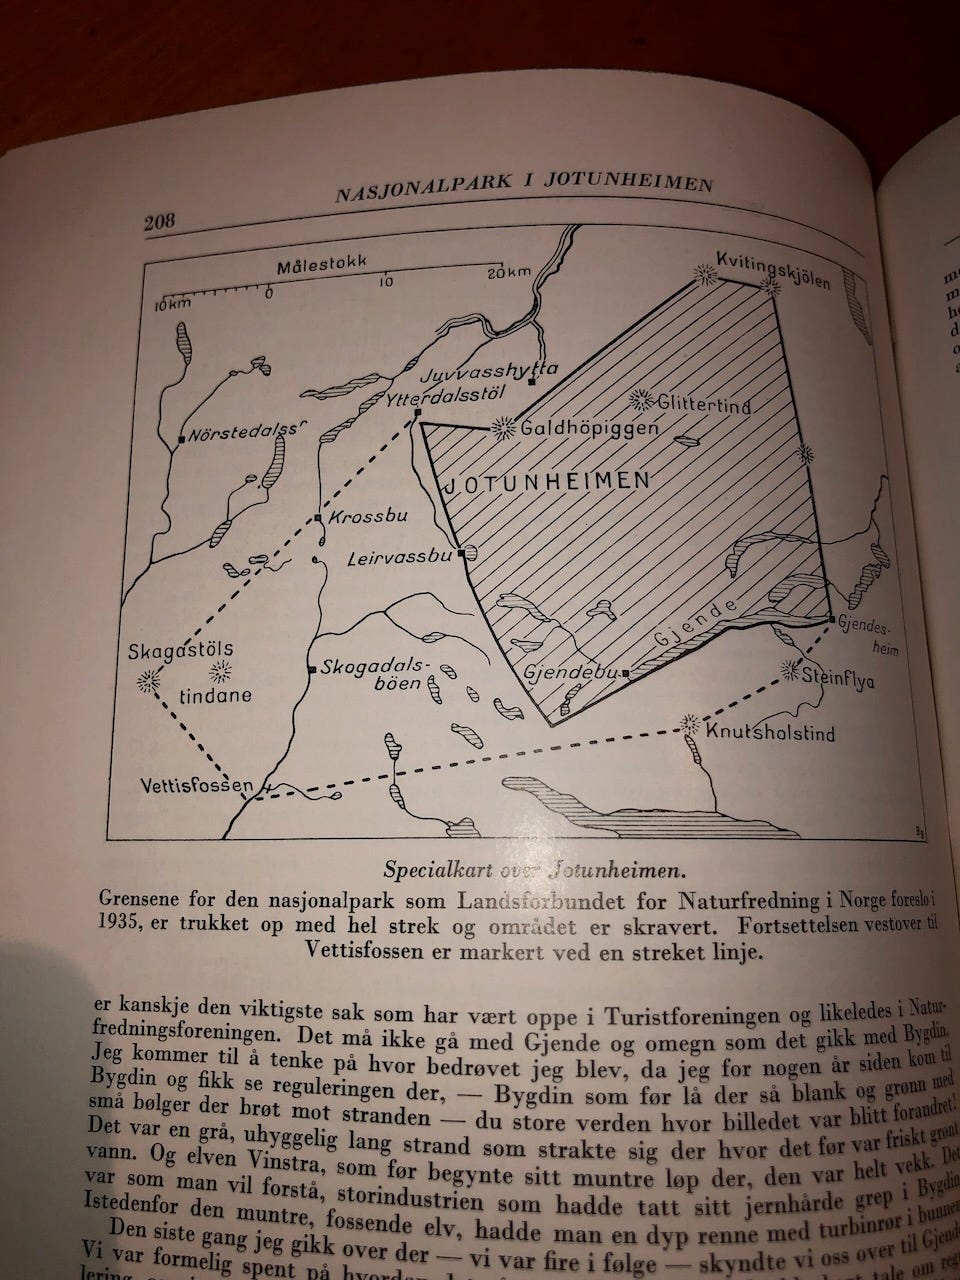 208
NASJONALPARK I JOTUNHEIMEN
Målestokk
10km 0 10 20km
Kvitingskjölen
Juvvasshytta
Ytterdalsstöl
Glittertind
Nörstedalssr
Galdhöpiggen
JOTUNHEIMEN
Krossbu
Leirvassbu
Gjende
Gjendes-
heim
Skagastöls
tindane
Skogadals-
böen
Gjendebu
Steinflya
Knutsholstind
Vettisfossen
Specialkart over Jotunheimen.
Grensene for den nasjonalpark som Landsforbundet for Naturfredning i Norge foreslo i
1935, er trukket op med hel strek og området er skravert. Fortsettelsen vestover til
Vettisfossen er markert ved en streket linje.
er kanskje den viktigste sak som har vært oppe i Turistforeningen og likeledes i Natur-
fredningsforeningen. Det må ikke gå med Gjende og omegn som det gikk med Bygdin.
Jeg kommer til å tenke på hvor bedrøvet jeg blev, da jeg for nogen år siden kom til
Bygdin og fikk se reguleringen der, — Bygdin som før lå der så blank og grønn med
små bølger der brøt mot stranden — du store verden hvor billedet var blitt forandret!
Det var en grå, uhyggelig lang strand som strakte sig der hvor det før var friskt grønt
vann. Og elven Vinstra, som før begynte sitt muntre løp der, den var helt vekk. Det
var som man vil forstå, storindustrien som hadde tatt sitt jernhårde grep i Bygdin
Istedenfor den muntre, fossende elv, hadde man en dyp renne med turbinrør i bunnen
Den siste gang jeg gikk over der — vi var fire i følge — skyndte vi oss over til Gjende
Vi var formelig spent på
tale om